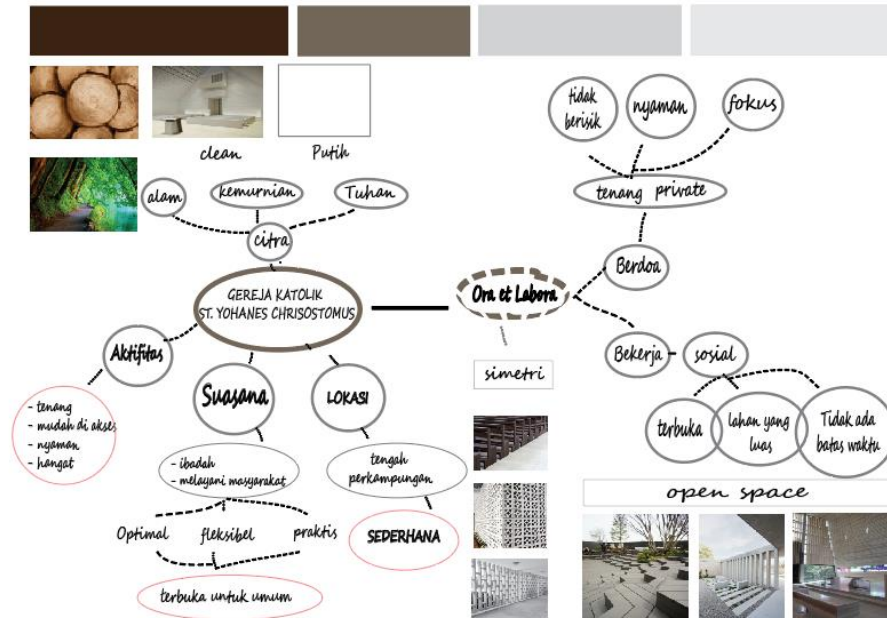 clean
Putih
alam
kemurnian
Tuhan
citra
GEREJA KATOLIK
ST. YOHANES CHRISOSTOMUS
Aktifitas
- tenang
- mudah di akses
- nyaman
- hangat
Suasana
- ibadah
- melayani masyarakat
Optimal
fleksibel
praktis
terbuka untuk umum
LOKASI
tengah
perkampungan
SEDERHANA
Ora et Labora
simetri
tidak
berisik
nyaman
fokus
tenang private
Berdoa
Bekerja
sosial
terbuka
lahan yang
luas
Tidak ada
batas waktu
open space